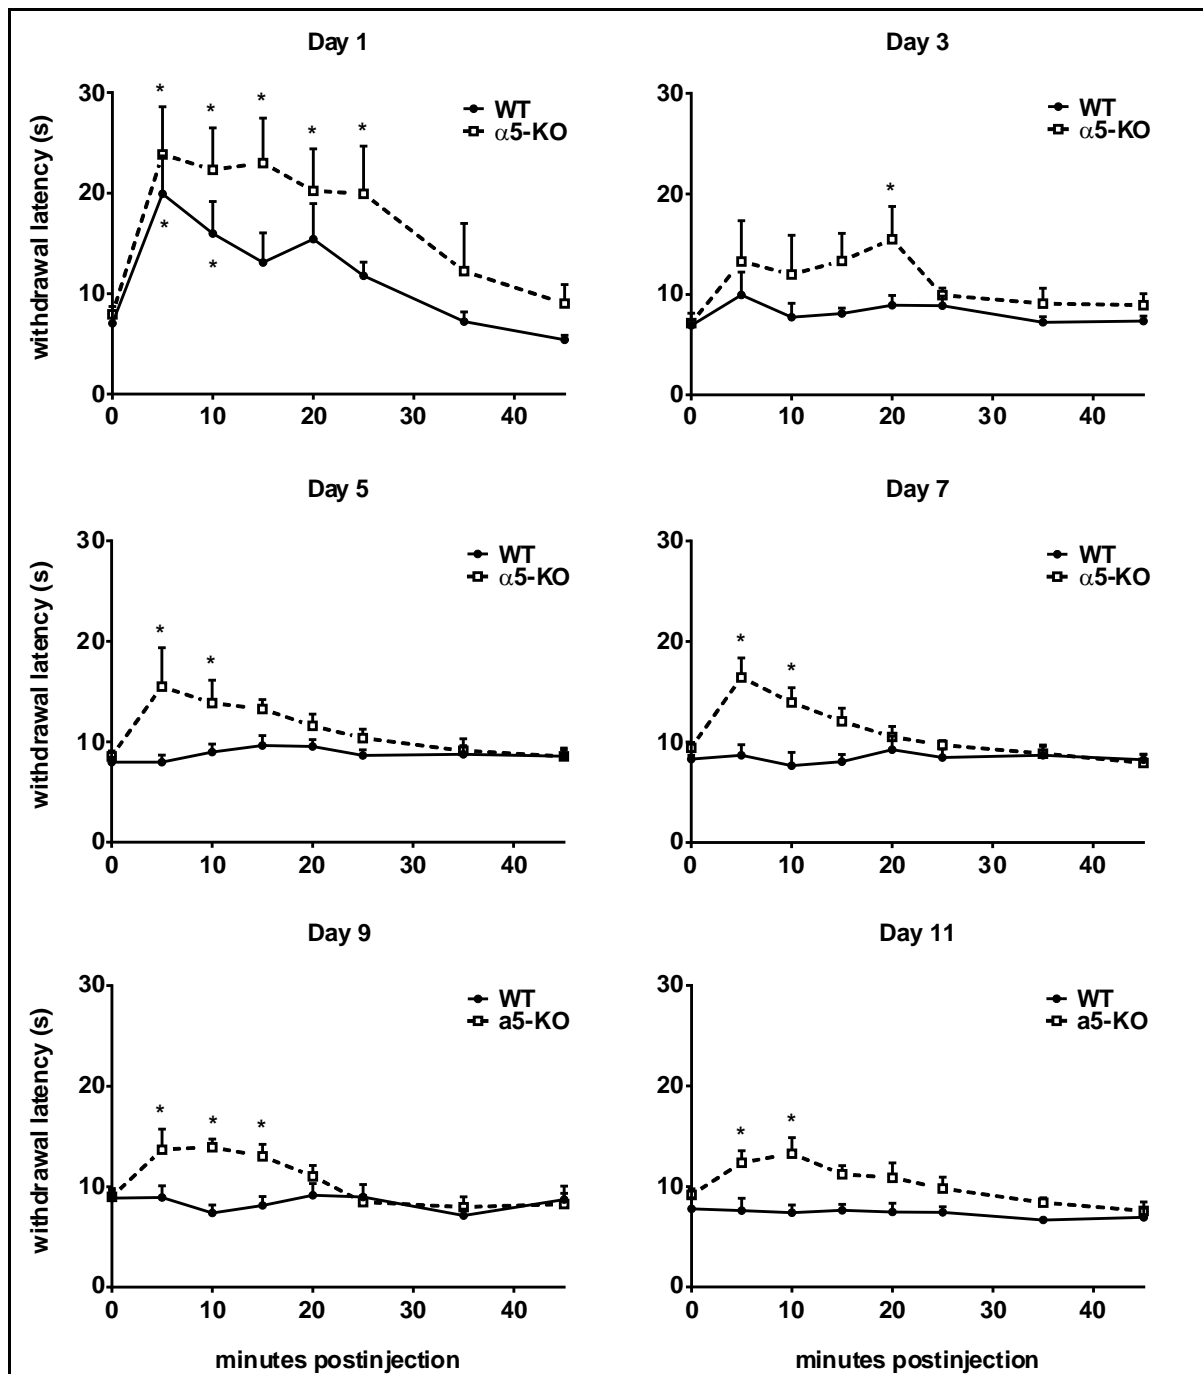 Day 1
withdrawal latency (s)
30
20
10
0
* * * * *
* *
WT
α5-KO
0 10 20 30 40
Day 3
30
20
10
0
*
WT
α5-KO
0 10 20 30 40
Day 5
withdrawal latency (s)
30
20
10
0
* *
WT
α5-KO
0 10 20 30 40
Day 7
30
20
10
0
* *
WT
α5-KO
0 10 20 30 40
Day 9
withdrawal latency (s)
30
20
10
0
* * *
WT
a5-KO
0 10 20 30 40
minutes postinjection
Day 11
30
20
10
0
* *
WT
a5-KO
0 10 20 30 40
minutes postinjection